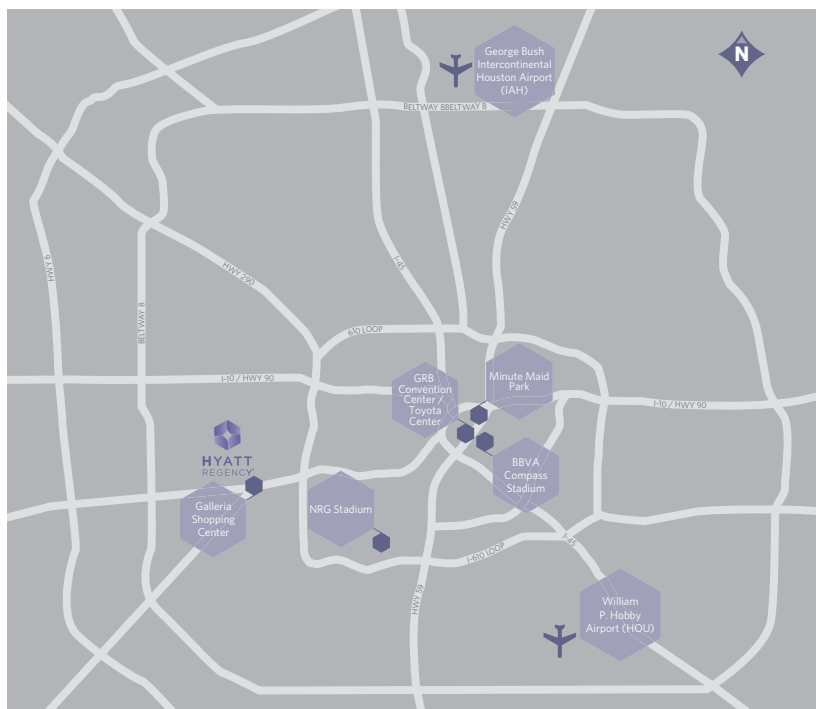 George Bush
Intercontinental
Houston Airport
(IAH)
N
BELTWAY 8BELTWAY 8
HWY 59
HWY 6
HWY 290
I-45
BELTWAY 8
610 LOOP
I-10 / HWY 90
GRB
Convention
Center /
Toyota
Center
Minute Maid
Park
I-10 / HWY 90
HYATT
REGENCY
BBVA
Compass
Stadium
Galleria
Shopping
Center
NRG Stadium
I-45
I-610 LOOP
HWY 59
William
P. Hobby
Airport (HOU)